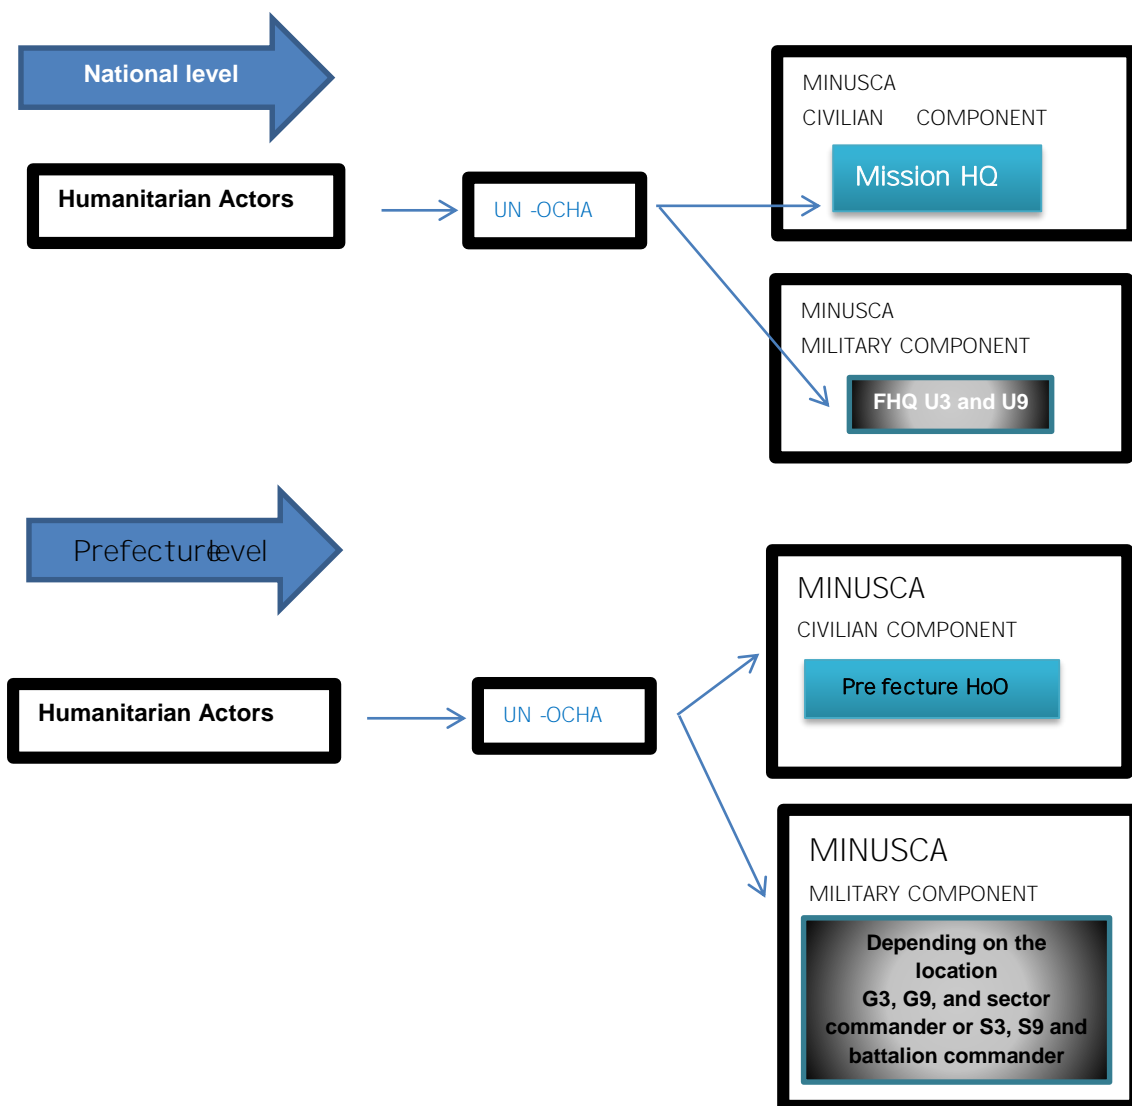 National level
MINUSCA
CIVILIAN COMPONENT
Mission HQ
Humanitarian Actors
UN -OCHA
MINUSCA
MILITARY COMPONENT
FHQ U3 and U9
Prefecture level
MINUSCA
CIVILIAN COMPONENT
Prefecture HoO
Humanitarian Actors
UN -OCHA
MINUSCA
MILITARY COMPONENT
Depending on the
location
G3, G9, and sector
commander or S3, S9 and
battalion commander